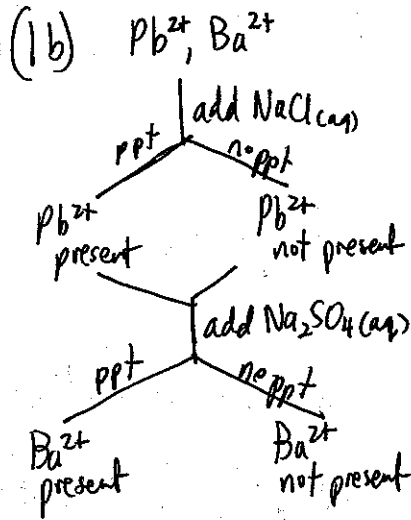 (1b) Pb²⁺, Ba²⁺
add NaCl(aq)
ppt no ppt
Pb²⁺ present
Pb²⁺ not present
add Na₂SO₄(aq)
ppt no ppt
Ba²⁺ present
Ba²⁺ not present